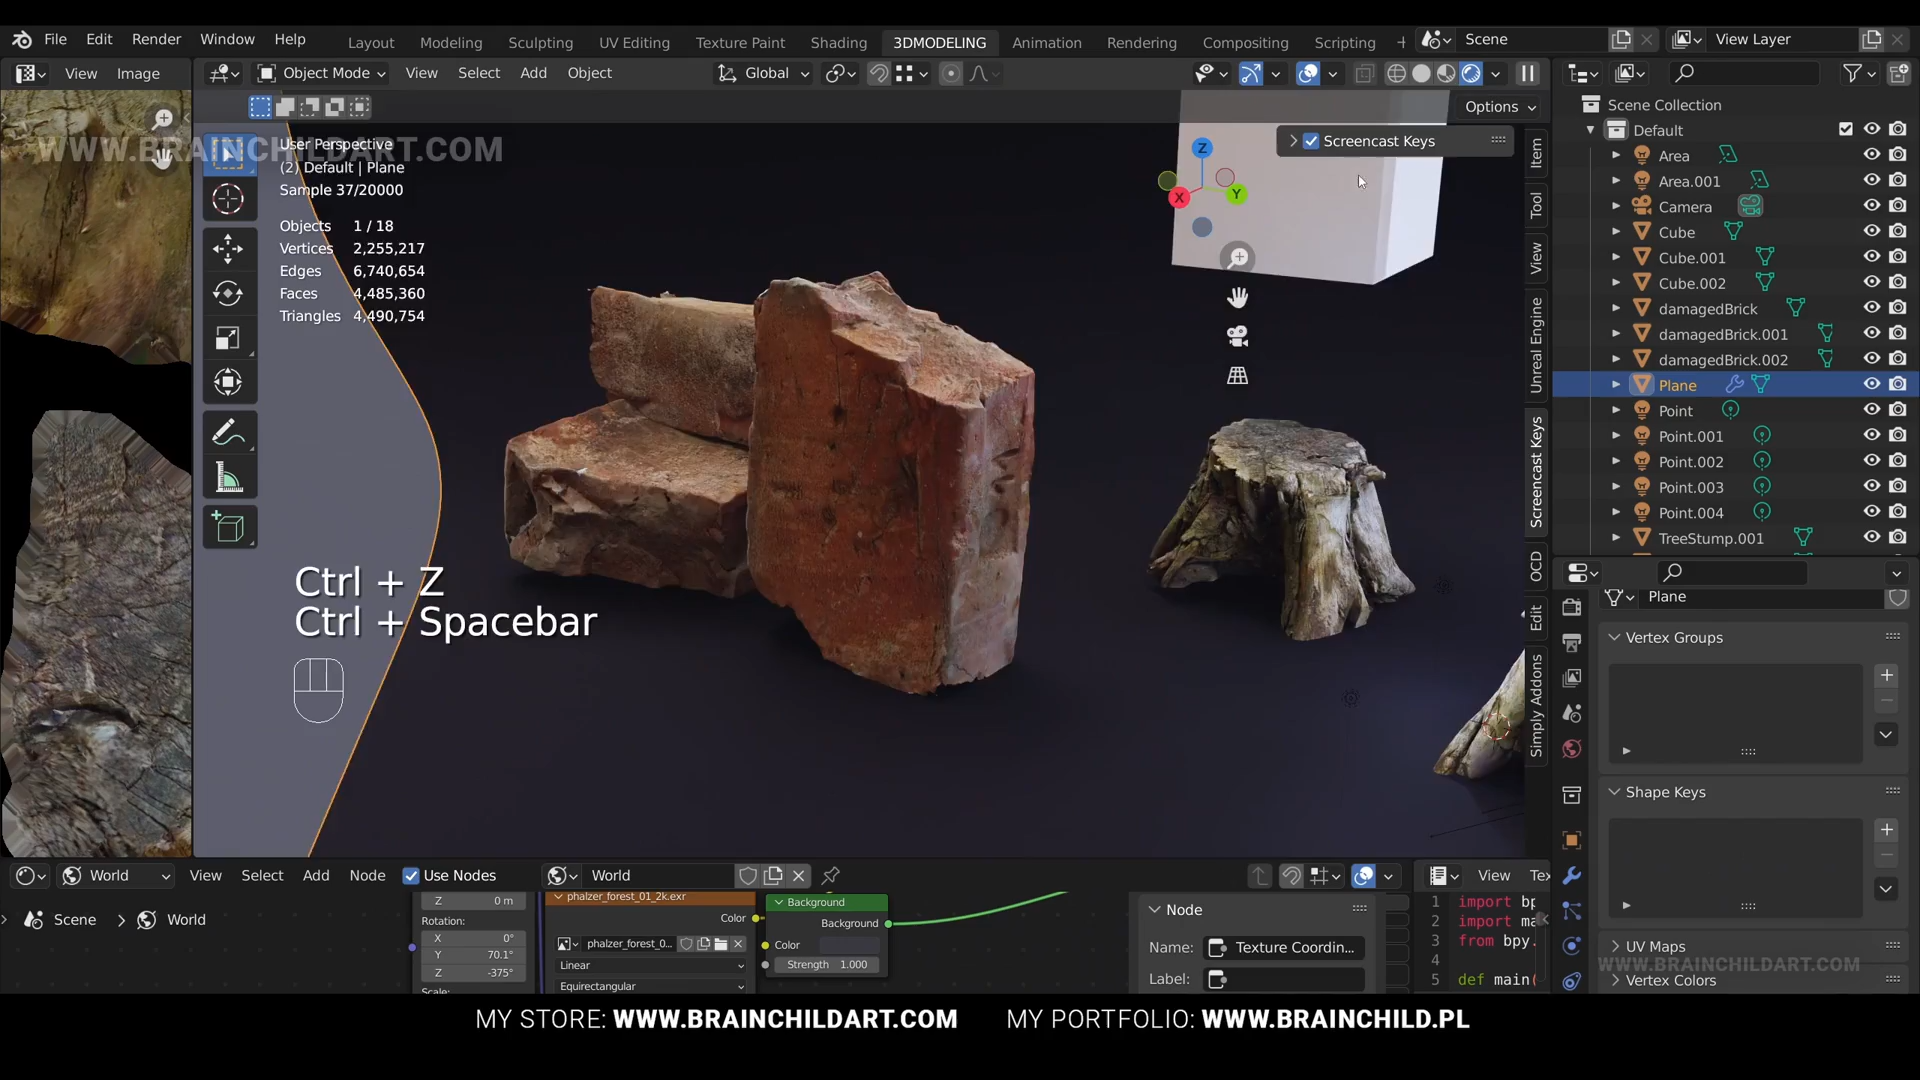 File Edit Render Window Help
Layout Modeling Sculpting UV Editing Texture Paint Shading 3DMODELING Animation Rendering Compositing Scripting +
Scene
View Layer
View Image
Object Mode View Select Add Object
Global
Options
WWW.BRAINCHILDART.COM
User Perspective
(2) Default | Plane
Sample 37/20000
Objects 1 / 18
Vertices 2,255,217
Edges 6,740,654
Faces 4,485,360
Triangles 4,490,754
Screencast Keys
Z
X
Y
Ctrl + Z
Ctrl + Spacebar
Item
Tool
View
Unreal Engine
Screencast Keys
OCD
Edit
Simply Addons
Scene Collection
Default
Area
Area.001
Camera
Cube
Cube.001
Cube.002
damagedBrick
damagedBrick.001
damagedBrick.002
Plane
Point
Point.001
Point.002
Point.003
Point.004
TreeStump.001
Plane
Vertex Groups
Shape Keys
UV Maps
WWW.BRAINCHILDART.COM
Vertex Colors
World View Select Add Node Use Nodes
World
View Tex
Scene > World
Z 0 m
Rotation:
X 0°
Y 70.1°
Z -375°
Scale:
phalzer_forest_01_2k.exr
Color
phalzer_forest_0...
Linear
Equirectangular
Background
Background
Color
Strength 1.000
Node
Name: Texture Coordin...
Label:
1 import bp
2 import ma
3 from bpy.
4
5 def main(
MY STORE: WWW.BRAINCHILDART.COM MY PORTFOLIO: WWW.BRAINCHILD.PL